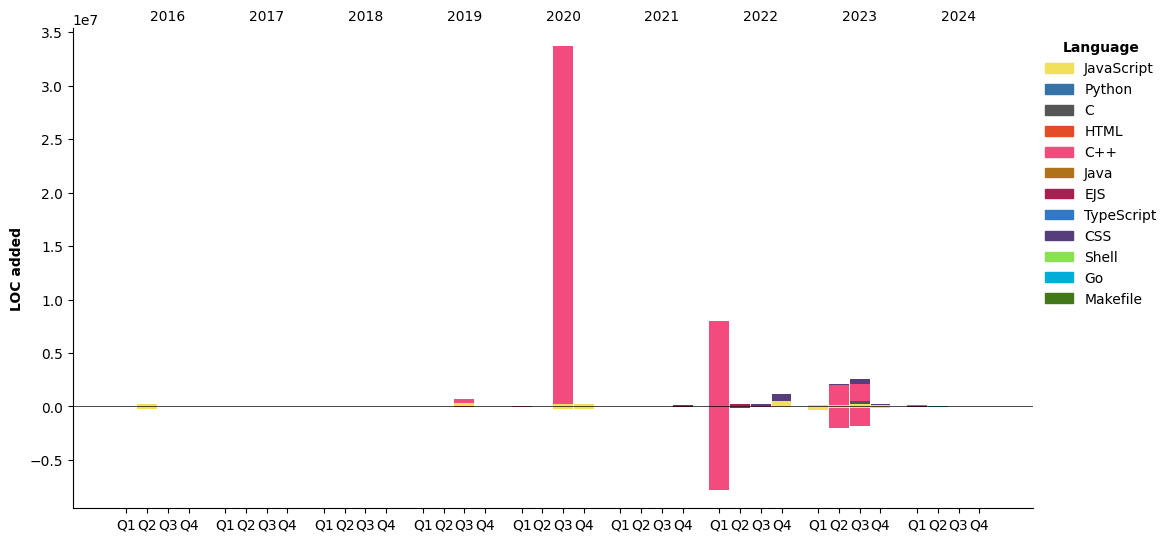 2016 2017 2018 2019 2020 2021 2022 2023 2024
1e7
3.5
3.0
2.5
2.0
1.5
1.0
0.5
0.0
−0.5
LOC added
Q1 Q2 Q3 Q4 Q1 Q2 Q3 Q4 Q1 Q2 Q3 Q4 Q1 Q2 Q3 Q4 Q1 Q2 Q3 Q4 Q1 Q2 Q3 Q4 Q1 Q2 Q3 Q4 Q1 Q2 Q3 Q4 Q1 Q2 Q3 Q4
Language
JavaScript
Python
C
HTML
C++
Java
EJS
TypeScript
CSS
Shell
Go
Makefile